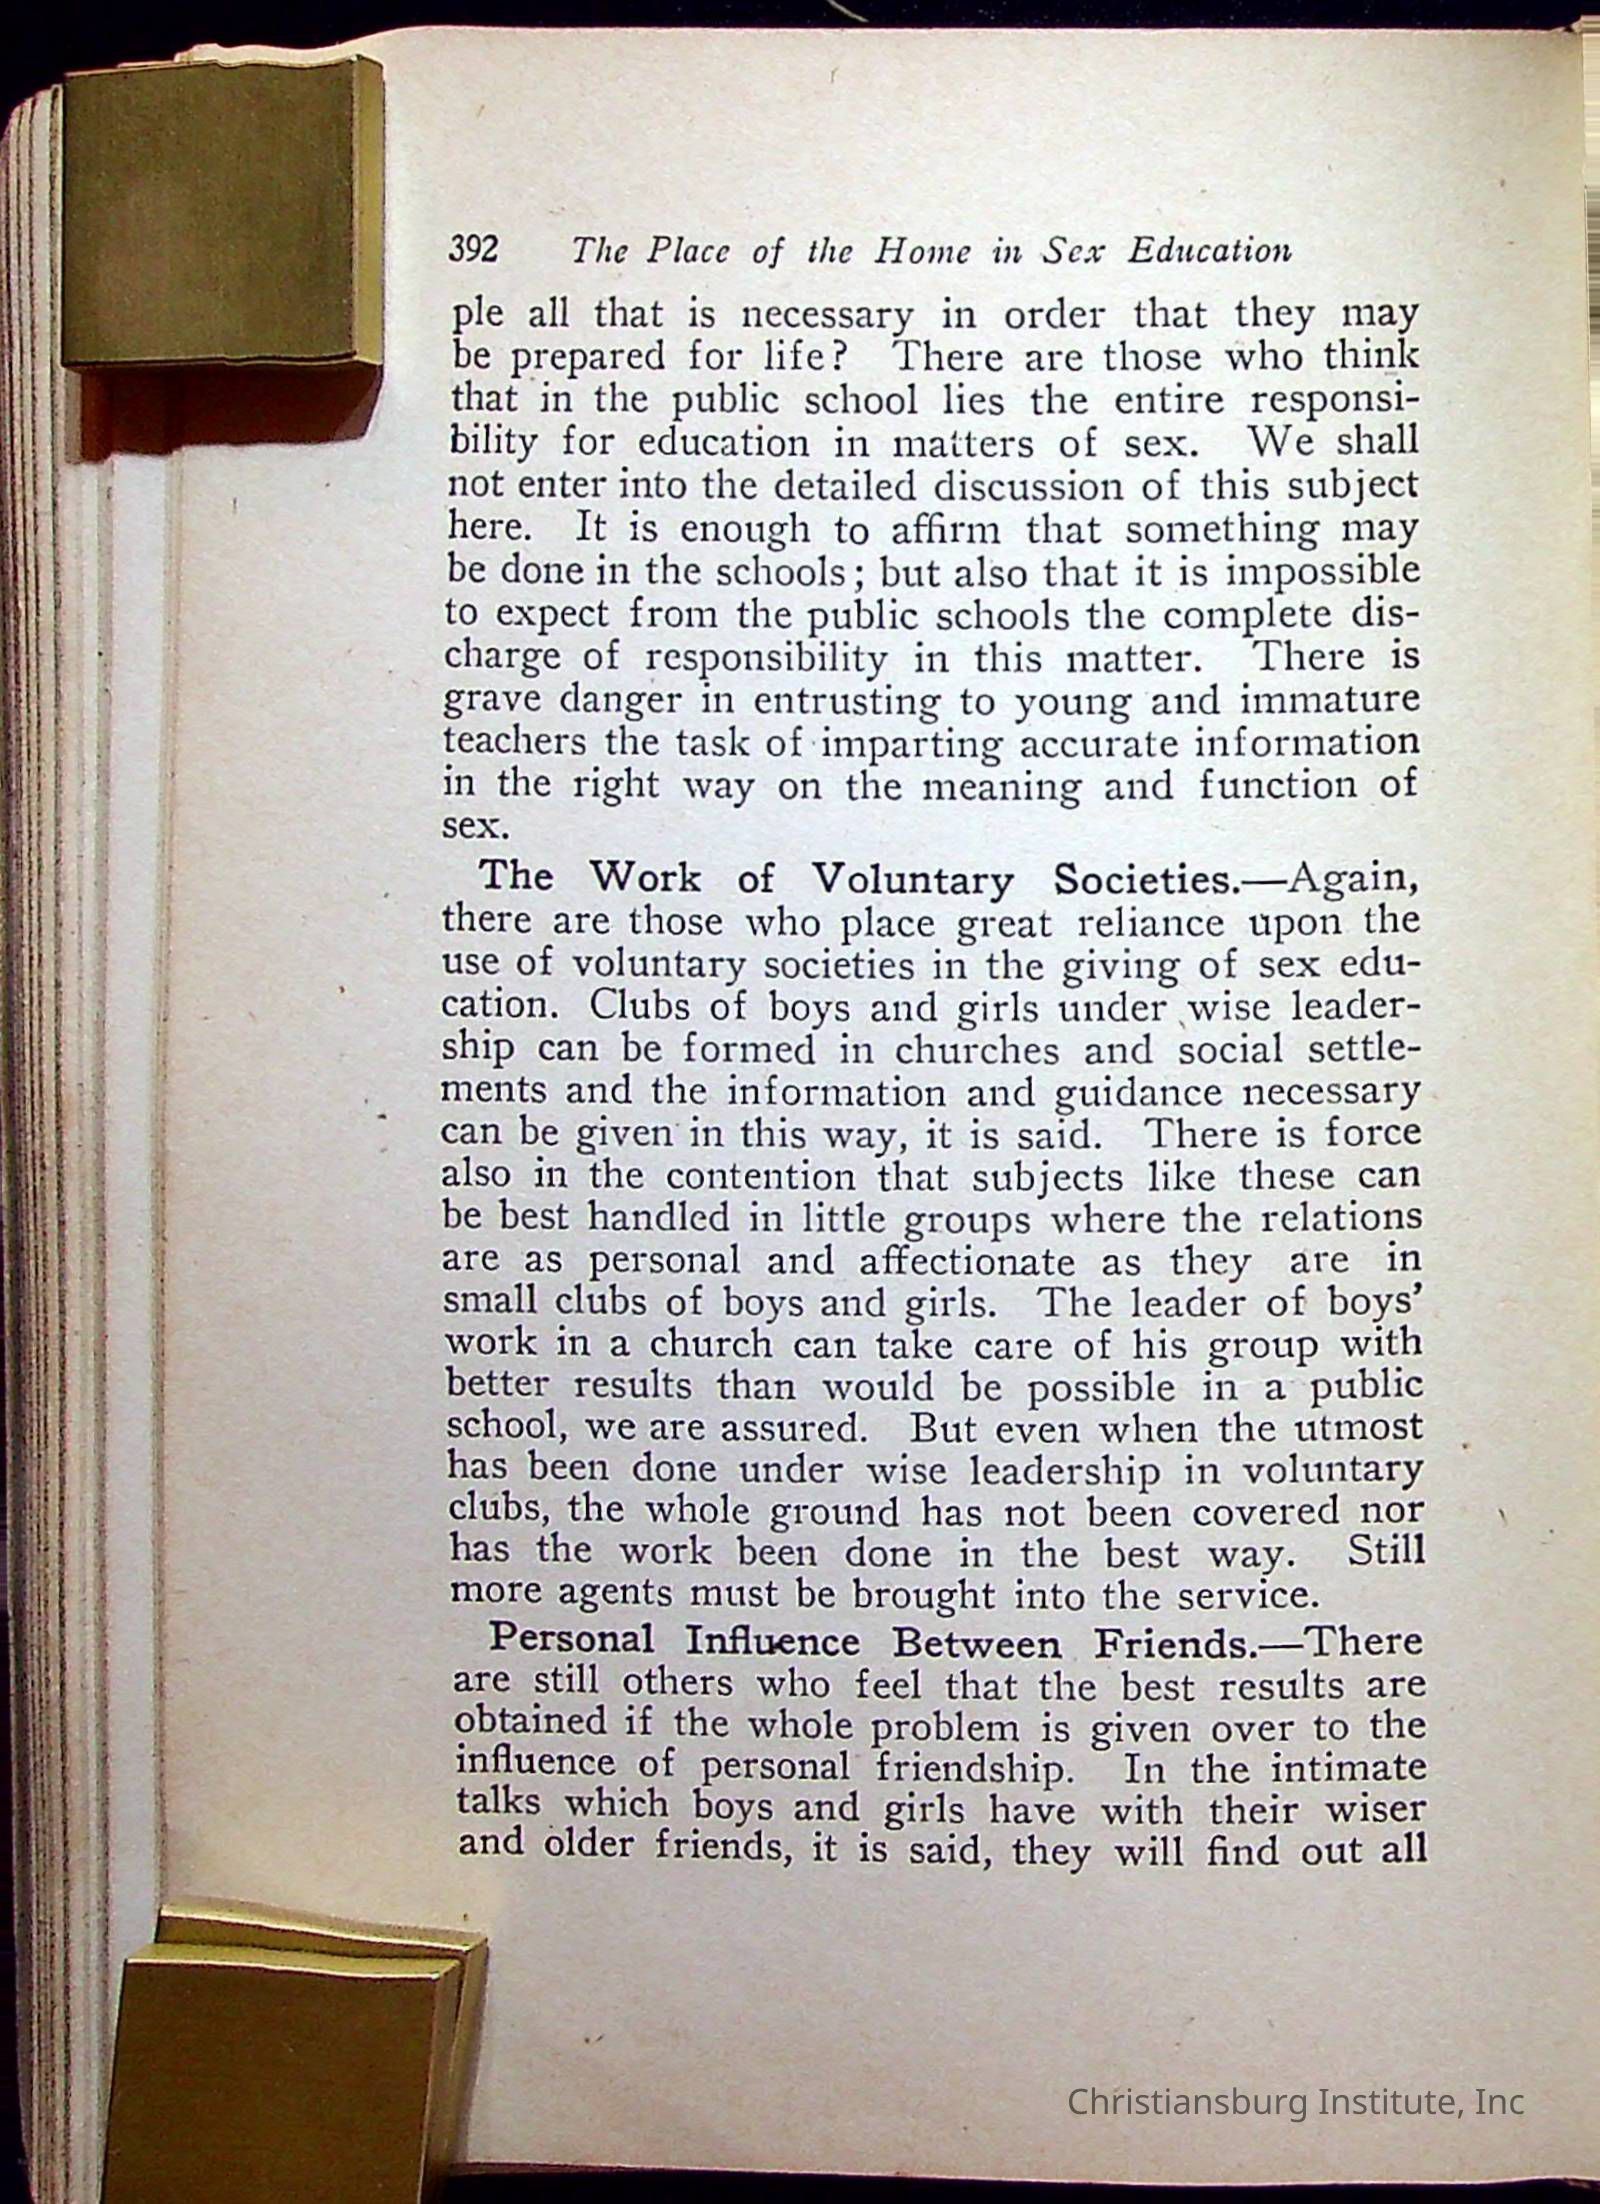 392 The Place of the Home in Sex Education
ple all that is necessary in order that they may
be prepared for life? There are those who think
that in the public school lies the entire responsi-
bility for education in matters of sex. We shall
not enter into the detailed discussion of this subject
here. It is enough to affirm that something may
be done in the schools; but also that it is impossible
to expect from the public schools the complete dis-
charge of responsibility in this matter. There is
grave danger in entrusting to young and immature
teachers the task of imparting accurate information
in the right way on the meaning and function of
sex.
The Work of Voluntary Societies.—Again,
there are those who place great reliance upon the
use of voluntary societies in the giving of sex edu-
cation. Clubs of boys and girls under wise leader-
ship can be formed in churches and social settle-
ments and the information and guidance necessary
can be given in this way, it is said. There is force
also in the contention that subjects like these can
be best handled in little groups where the relations
are as personal and affectionate as they are in
small clubs of boys and girls. The leader of boys’
work in a church can take care of his group with
better results than would be possible in a public
school, we are assured. But even when the utmost
has been done under wise leadership in voluntary
clubs, the whole ground has not been covered nor
has the work been done in the best way. Still
more agents must be brought into the service.
Personal Influence Between Friends.—There
are still others who feel that the best results are
obtained if the whole problem is given over to the
influence of personal friendship. In the intimate
talks which boys and girls have with their wiser
and older friends, it is said, they will find out all
Christiansburg Institute, Inc